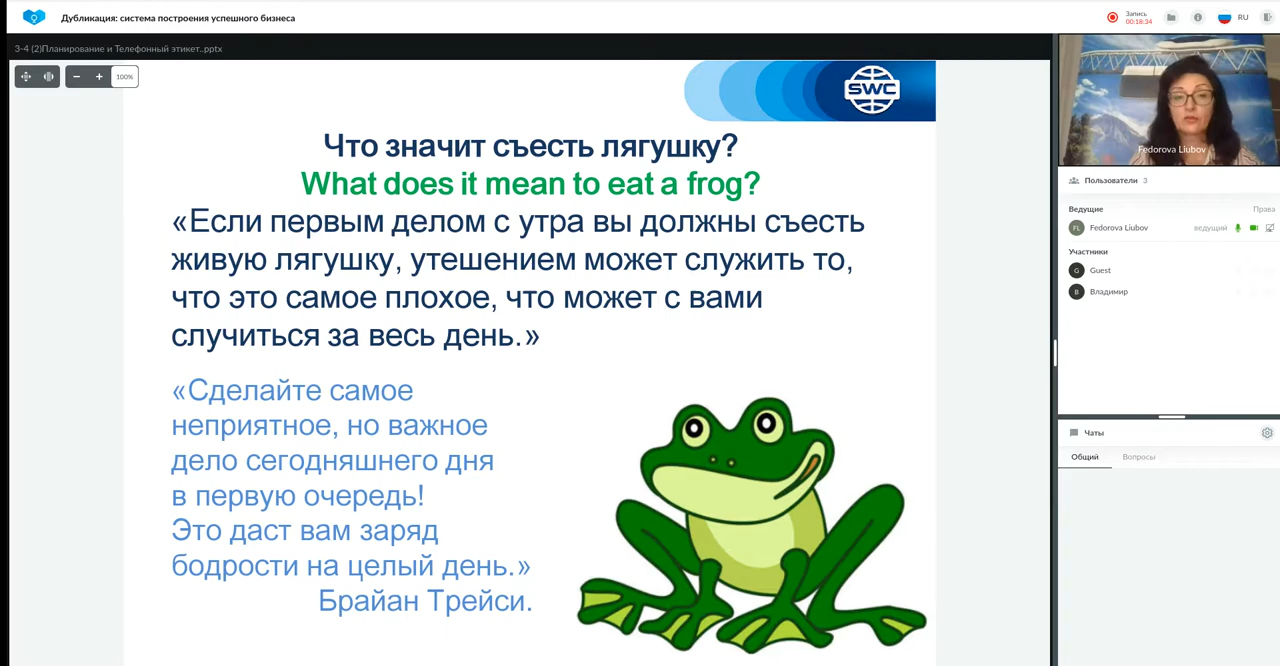 Дубликация: система построения успешного бизнеса
Запись
00:18:34
RU
3-4 (2)Планирование и Телефонный этикет..pptx
100%
SWC
Что значит съесть лягушку?
What does it mean to eat a frog?
«Если первым делом с утра вы должны съесть
живую лягушку, утешением может служить то,
что это самое плохое, что может с вами
случиться за весь день.»
«Сделайте самое
неприятное, но важное
дело сегодняшнего дня
в первую очередь!
Это даст вам заряд
бодрости на целый день.»
Брайан Трейси.
Fedorova Liubov
Пользователи 3
Ведущие Права
FL Fedorova Liubov ведущий
Участники
G Guest
В Владимир
Чаты
Общий Вопросы